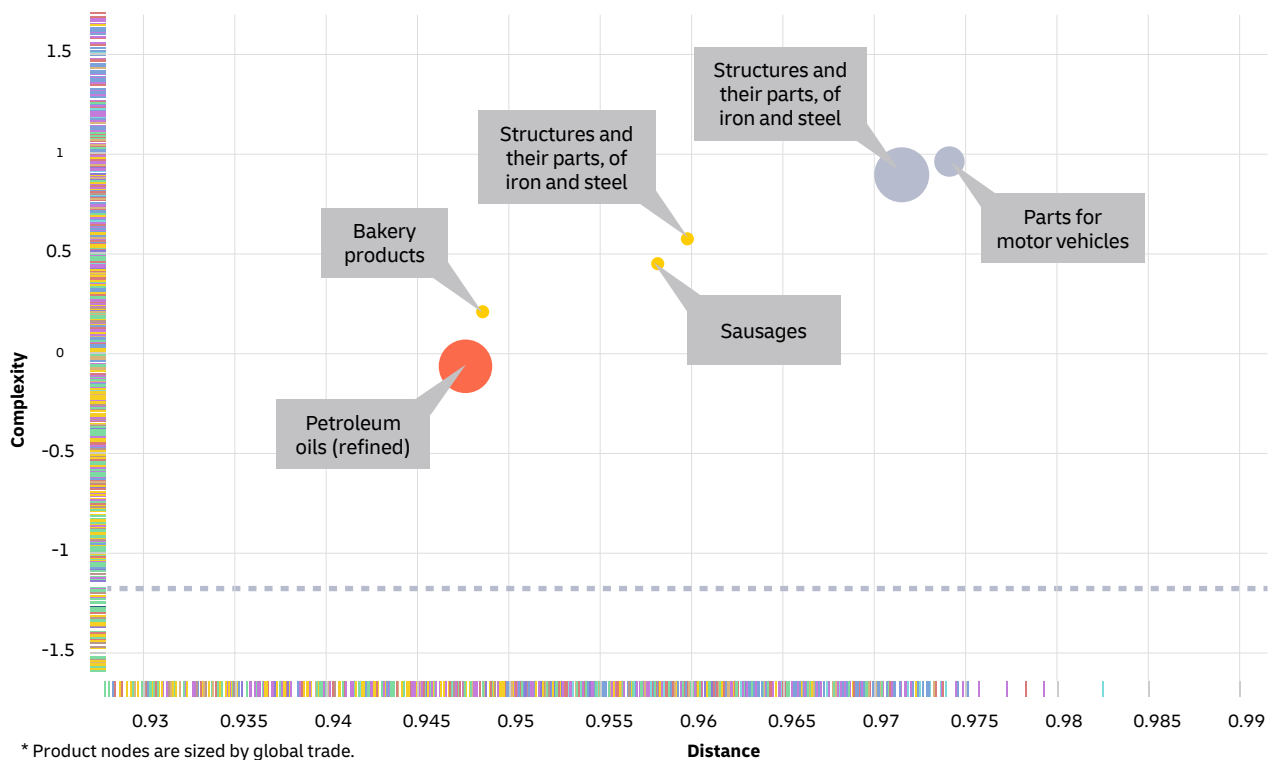 1.5
1
0.5
0
-0.5
-1
-1.5
Complexity
Structures and
their parts, of
iron and steel
Structures and
their parts, of
iron and steel
Parts for
motor vehicles
Bakery
products
Sausages
Petroleum
oils (refined)
0.93 0.935 0.94 0.945 0.95 0.955 0.96 0.965 0.97 0.975 0.98 0.985 0.99
* Product nodes are sized by global trade.
Distance